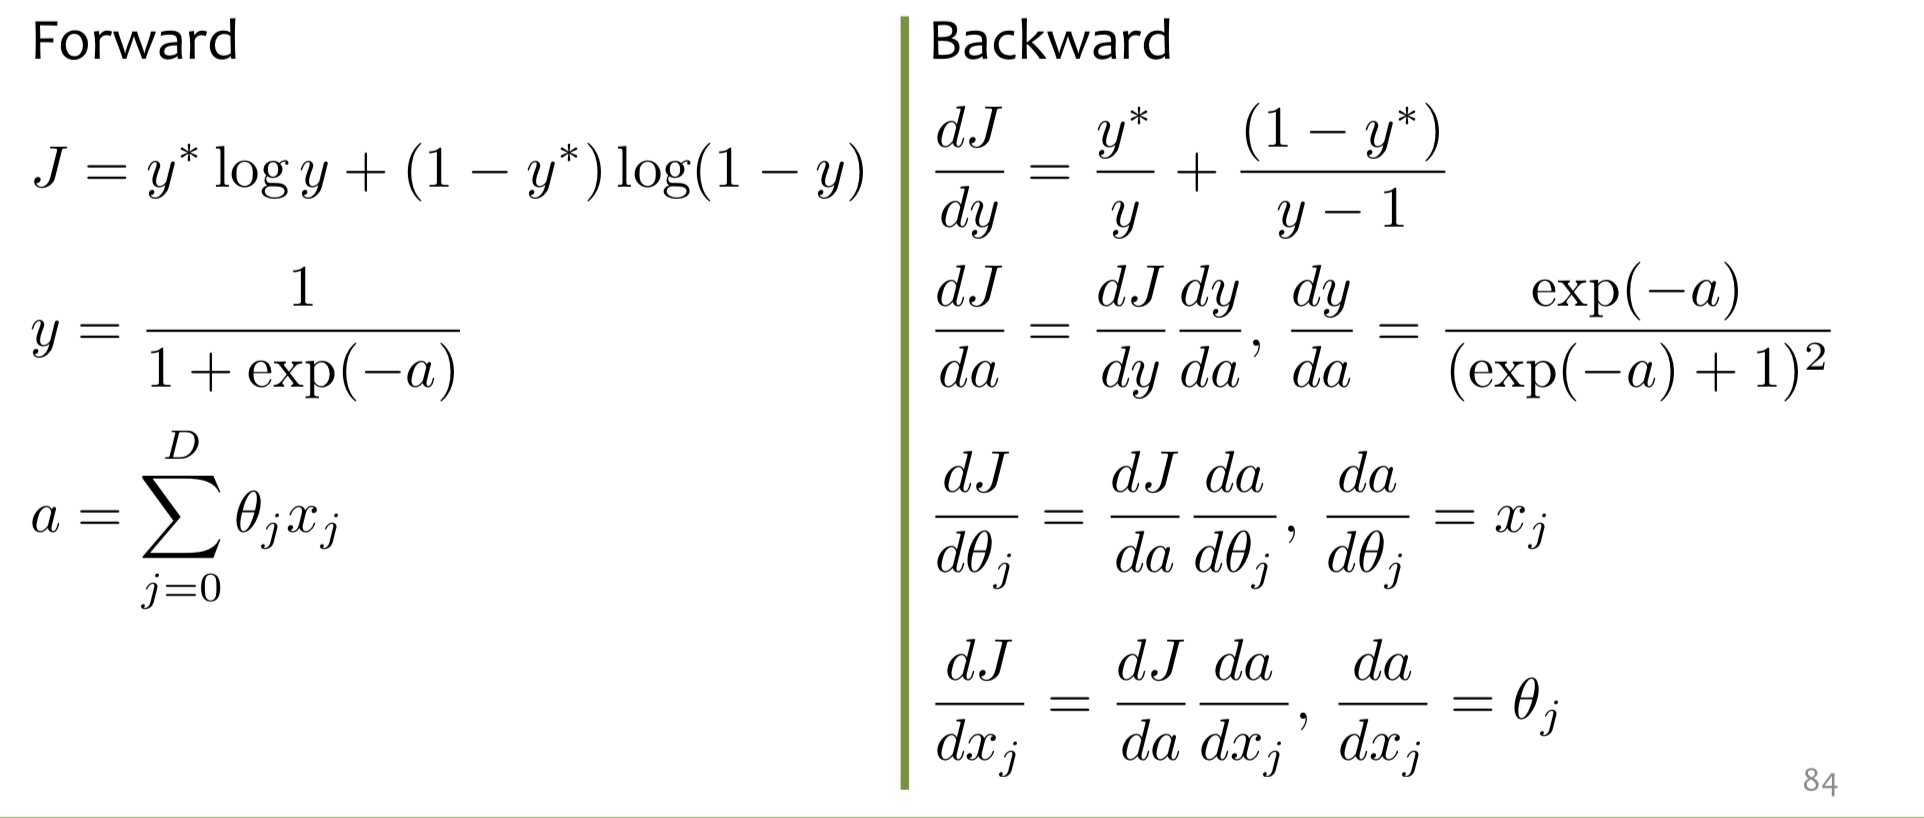 Forward
J = y* log y + (1 − y*) log(1 − y)
y = 1 / (1 + exp(−a))
a = ∑_{j=0}^{D} θ_j x_j
Backward
dJ/dy = y*/y + (1 − y*)/(y − 1)
dJ/da = dJ/dy dy/da, dy/da = exp(−a)/(exp(−a) + 1)²
dJ/dθ_j = dJ/da da/dθ_j, da/dθ_j = x_j
dJ/dx_j = dJ/da da/dx_j, da/dx_j = θ_j
84